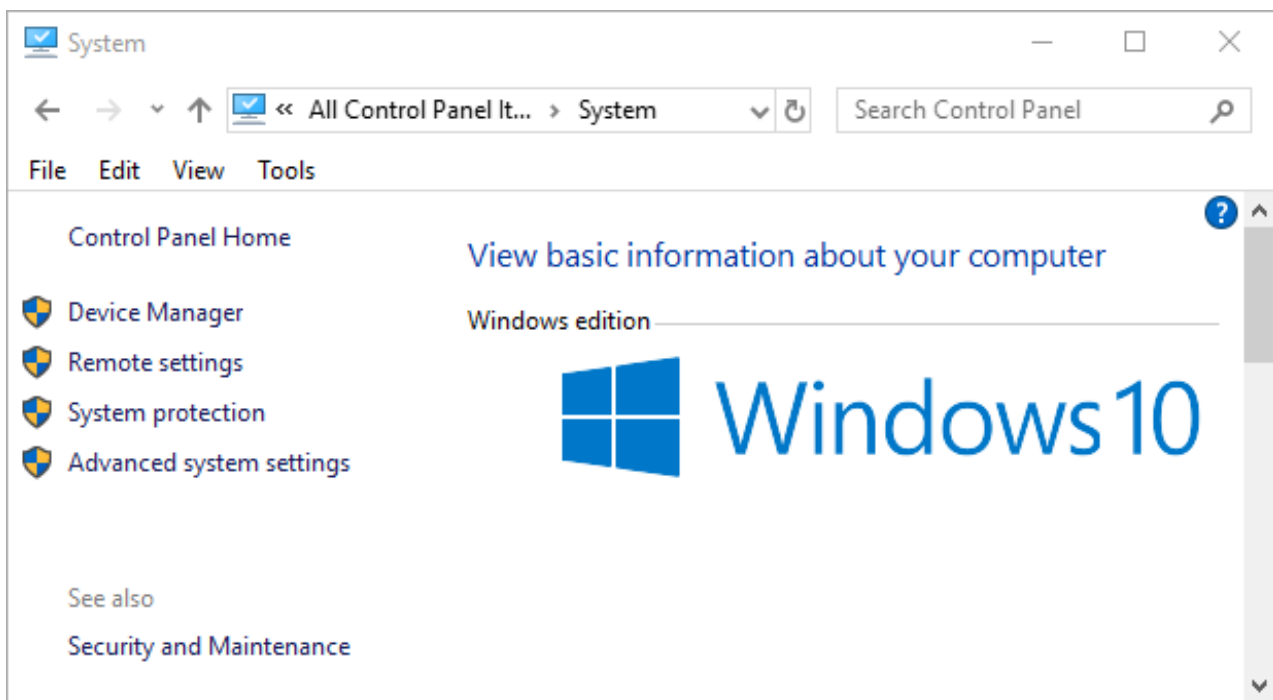 System
« All Control Panel It... › System
Search Control Panel
File Edit View Tools
Control Panel Home
Device Manager
Remote settings
System protection
Advanced system settings
See also
Security and Maintenance
?
View basic information about your computer
Windows edition
Windows 10